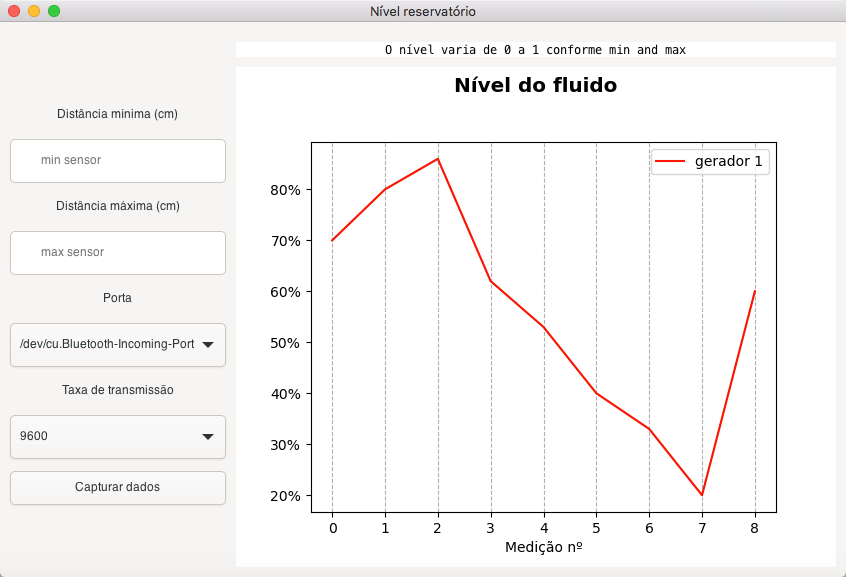 Nível reservatório
Distância mínima (cm)
min sensor
Distância máxima (cm)
max sensor
Porta
/dev/cu.Bluetooth-Incoming-Port
Taxa de transmissão
9600
Capturar dados
O nível varia de 0 a 1 conforme min and max
Nível do fluido
gerador 1
80%
70%
60%
50%
40%
30%
20%
0 1 2 3 4 5 6 7 8
Medição nº